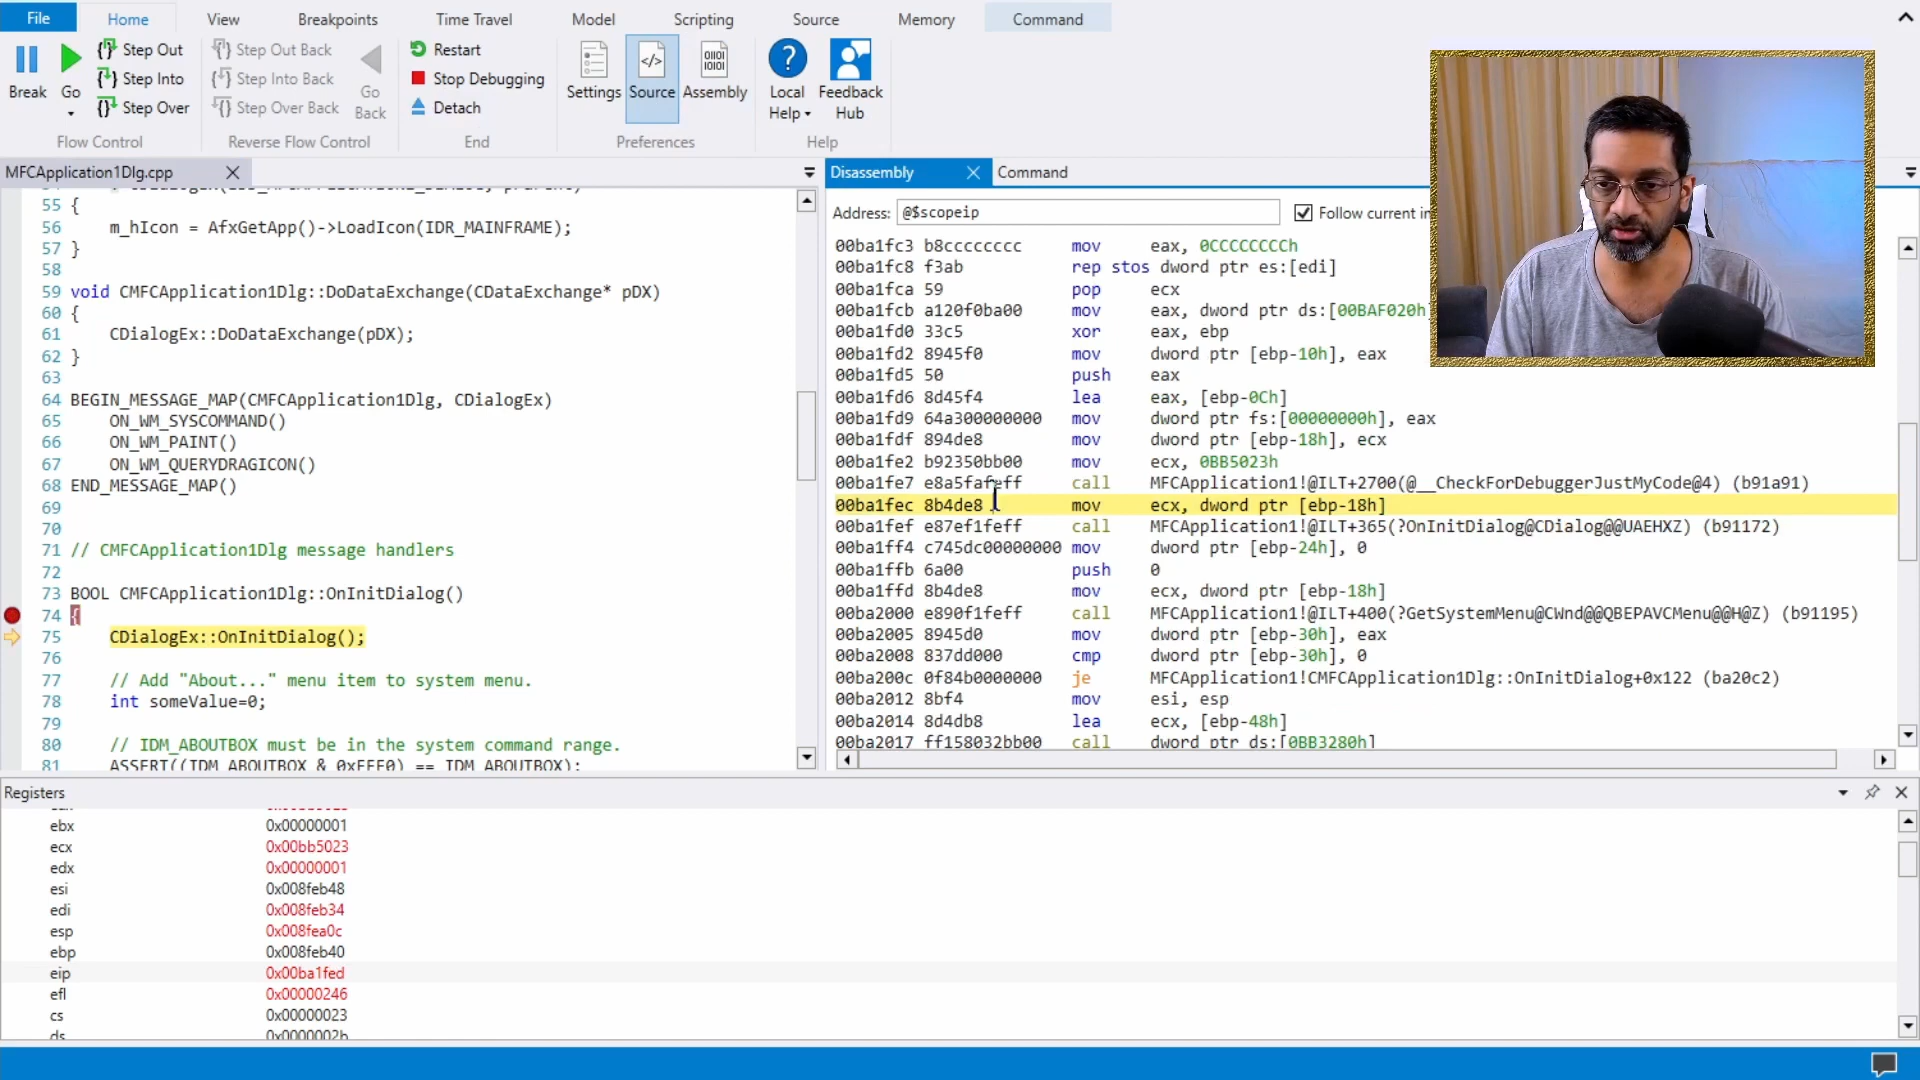 File Home View Breakpoints Time Travel Model Scripting Source Memory Command
Break
Go
Step Out
Step Into
Step Over
Flow Control
Step Out Back
Step Into Back
Step Over Back
Go Back
Reverse Flow Control
Restart
Stop Debugging
Detach
End
Settings Source Assembly
Preferences
Local Help
Feedback Hub
Help
MFCApplication1Dlg.cpp
55 {
56 m_hIcon = AfxGetApp()->LoadIcon(IDR_MAINFRAME);
57 }
58
59 void CMFCApplication1Dlg::DoDataExchange(CDataExchange* pDX)
60 {
61 CDialogEx::DoDataExchange(pDX);
62 }
63
64 BEGIN_MESSAGE_MAP(CMFCApplication1Dlg, CDialogEx)
65 ON_WM_SYSCOMMAND()
66 ON_WM_PAINT()
67 ON_WM_QUERYDRAGICON()
68 END_MESSAGE_MAP()
69
70
71 // CMFCApplication1Dlg message handlers
72
73 BOOL CMFCApplication1Dlg::OnInitDialog()
74 {
75 CDialogEx::OnInitDialog();
76
77 // Add "About..." menu item to system menu.
78 int someValue=0;
79
80 // IDM_ABOUTBOX must be in the system command range.
81 ASSERT((IDM_ABOUTBOX & 0xFFF0) == IDM_ABOUTBOX);
Disassembly Command
Address: @$scopeip Follow current in
00ba1fc3 b8cccccccc mov eax, 0CCCCCCCCh
00ba1fc8 f3ab rep stos dword ptr es:[edi]
00ba1fca 59 pop ecx
00ba1fcb a120f0ba00 mov eax, dword ptr ds:[00BAF020h
00ba1fd0 33c5 xor eax, ebp
00ba1fd2 8945f0 mov dword ptr [ebp-10h], eax
00ba1fd5 50 push eax
00ba1fd6 8d45f4 lea eax, [ebp-0Ch]
00ba1fd9 64a300000000 mov dword ptr fs:[00000000h], eax
00ba1fdf 894de8 mov dword ptr [ebp-18h], ecx
00ba1fe2 b92350bb00 mov ecx, 0BB5023h
00ba1fe7 e8a5fafeff call MFCApplication1!@ILT+2700(@__CheckForDebuggerJustMyCode@4) (b91a91)
00ba1fec 8b4de8 mov ecx, dword ptr [ebp-18h]
00ba1fef e87ef1feff call MFCApplication1!@ILT+365(?OnInitDialog@CDialog@@UAEHXZ) (b91172)
00ba1ff4 c745dc00000000 mov dword ptr [ebp-24h], 0
00ba1ffb 6a00 push 0
00ba1ffd 8b4de8 mov ecx, dword ptr [ebp-18h]
00ba2000 e890f1feff call MFCApplication1!@ILT+400(?GetSystemMenu@CWnd@@QBEPAVCMenu@@H@Z) (b91195)
00ba2005 8945d0 mov dword ptr [ebp-30h], eax
00ba2008 837dd000 cmp dword ptr [ebp-30h], 0
00ba200c 0f84b0000000 je MFCApplication1!CMFCApplication1Dlg::OnInitDialog+0x122 (ba20c2)
00ba2012 8bf4 mov esi, esp
00ba2014 8d4db8 lea ecx, [ebp-48h]
00ba2017 ff158032bb00 call dword ptr ds:[0BB3280h]
Registers
ebx 0x00000001
ecx 0x00bb5023
edx 0x00000001
esi 0x008feb48
edi 0x008feb34
esp 0x008fea0c
ebp 0x008feb40
eip 0x00ba1fed
efl 0x00000246
cs 0x00000023
ds 0x0000002b